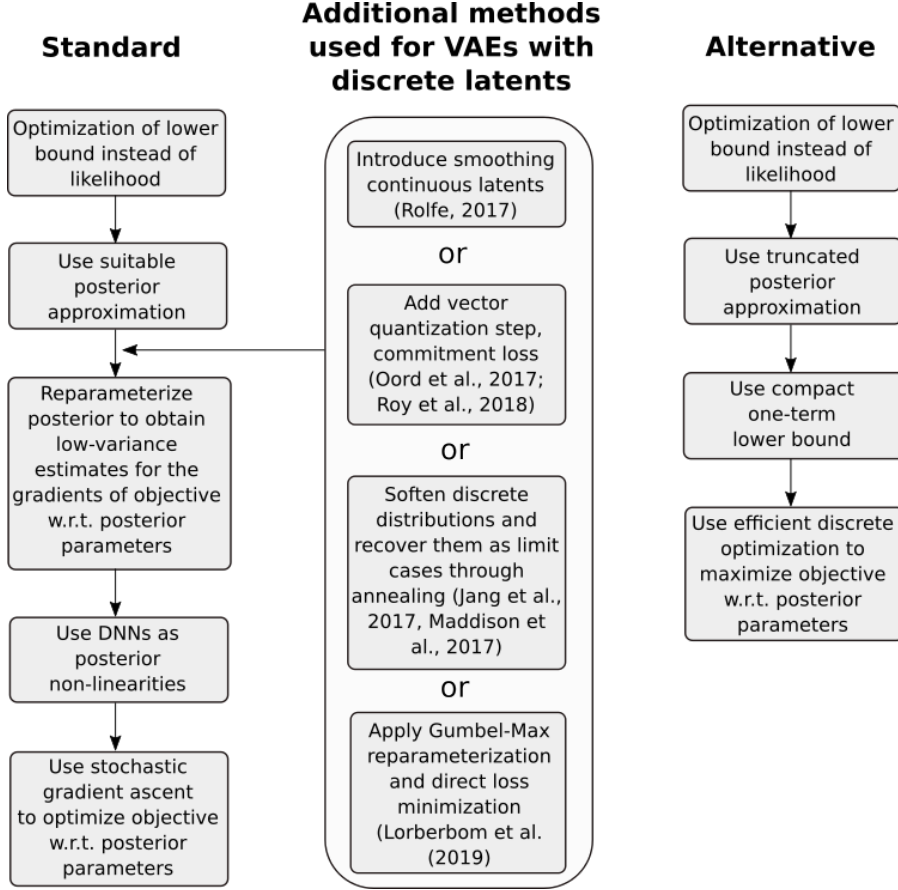 Standard
Optimization of lower
bound instead of
likelihood
Use suitable
posterior
approximation
Reparameterize
posterior to obtain
low-variance
estimates for the
gradients of objective
w.r.t. posterior
parameters
Use DNNs as
posterior
non-linearities
Use stochastic
gradient ascent
to optimize objective
w.r.t. posterior
parameters
Additional methods
used for VAEs with
discrete latents
Introduce smoothing
continuous latents
(Rolfe, 2017)
or
Add vector
quantization step,
commitment loss
(Oord et al., 2017;
Roy et al., 2018)
or
Soften discrete
distributions and
recover them as limit
cases through
annealing (Jang et al.,
2017, Maddison et
al., 2017)
or
Apply Gumbel-Max
reparameterization
and direct loss
minimization
(Lorberbom et al.
(2019)
Alternative
Optimization of lower
bound instead of
likelihood
Use truncated
posterior
approximation
Use compact
one-term
lower bound
Use efficient discrete
optimization to
maximize objective
w.r.t. posterior
parameters